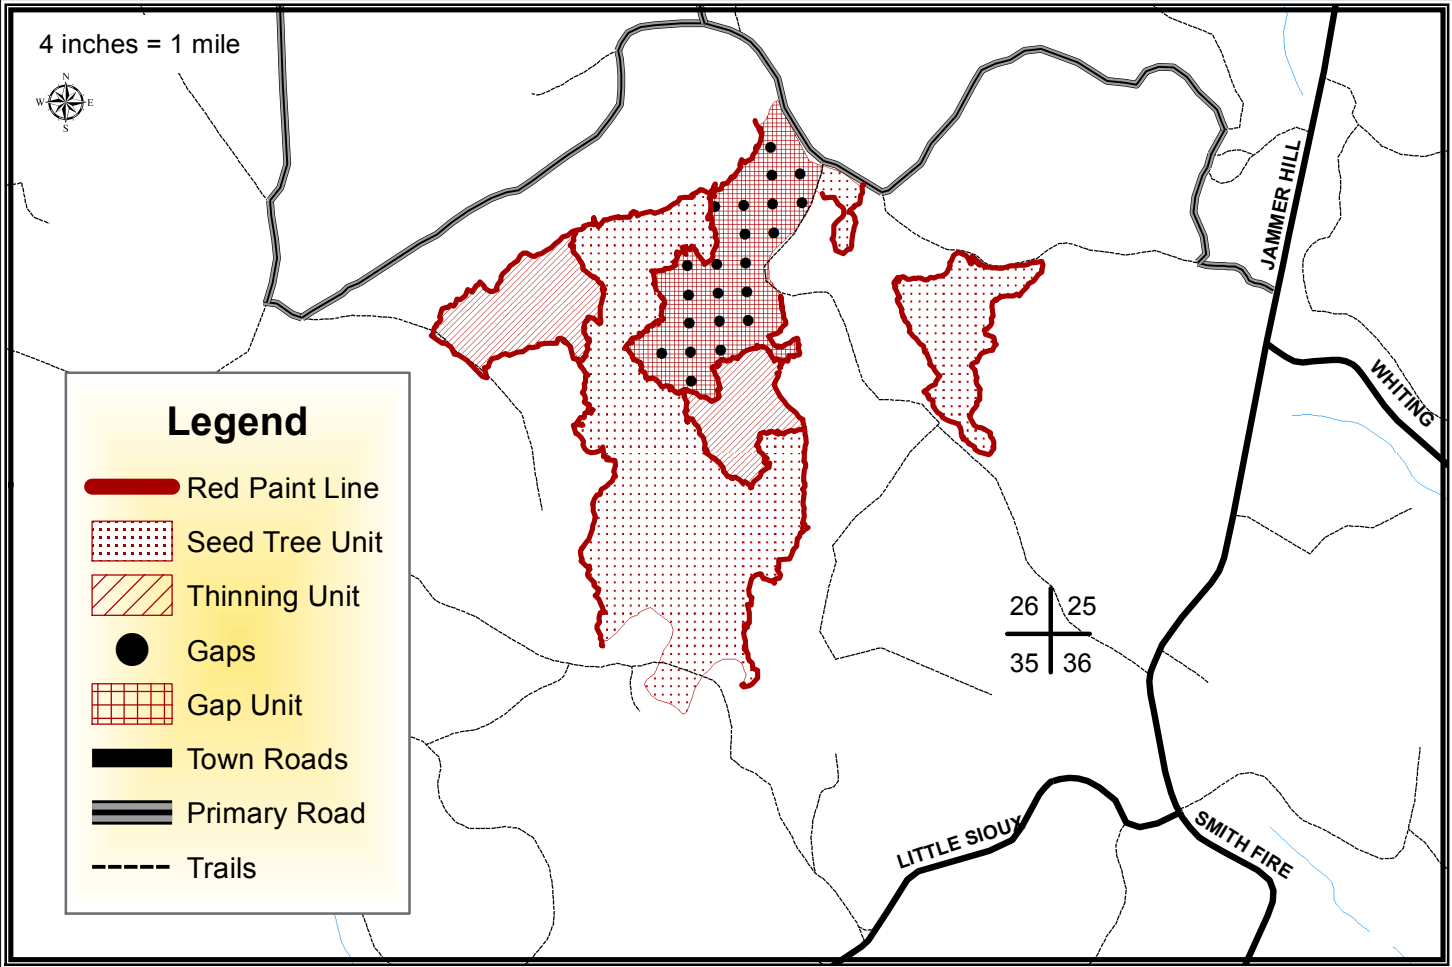 4 inches = 1 mile
N
W
E
S
Legend
Red Paint Line
Seed Tree Unit
Thinning Unit
Gaps
Gap Unit
Town Roads
Primary Road
Trails
JAMMER HILL
WHITING
26 25
35 36
LITTLE SIOUX
SMITH FIRE